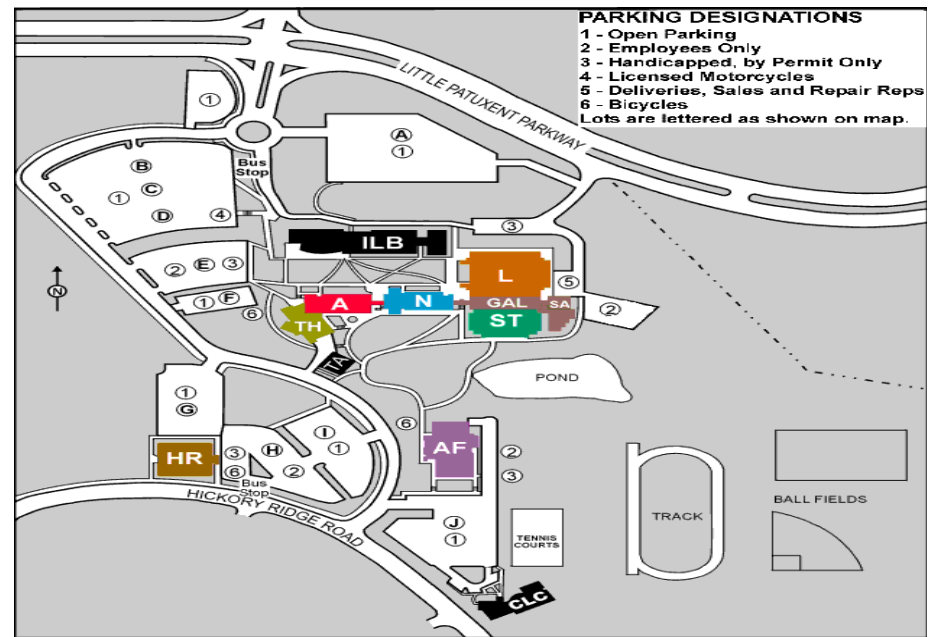 PARKING DESIGNATIONS
1 - Open Parking
2 - Employees Only
3 - Handicapped, by Permit Only
4 - Licensed Motorcycles
5 - Deliveries, Sales and Repair Reps
6 - Bicycles
Lots are lettered as shown on map.
LITTLE PATUXENT PARKWAY
1
A
1
Bus
Stop
B
C
1
D
4
3
ILB
L
2 E 3
5
N
1 F
6
A
N
GAL
SA
2
TH
ST
TA
POND
1
G
I
1
6
AF
HR
3
H
2
6
Bus
Stop
2
3
HICKORY RIDGE ROAD
J
1
TENNIS
COURTS
TRACK
BALL FIELDS
CLC